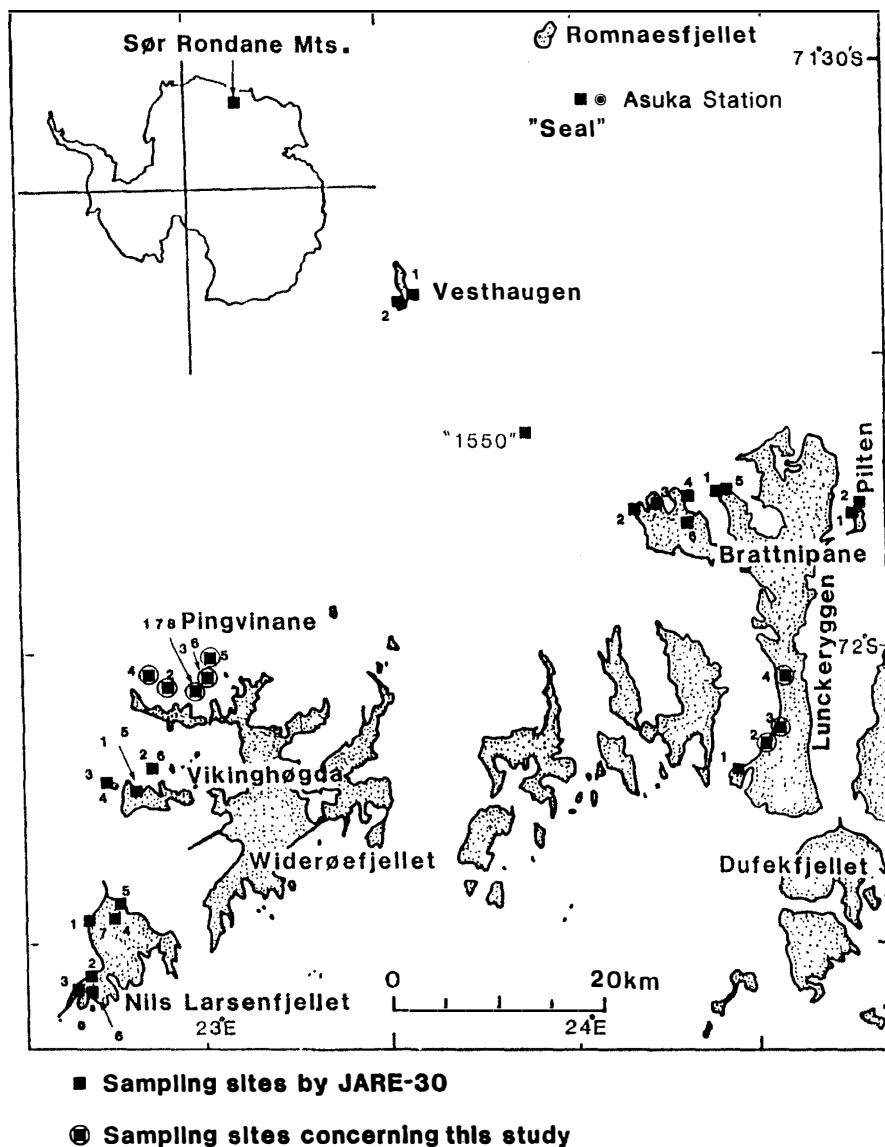 Sør Rondane Mts.
Romnaesfjellet
71°30'S
Asuka Station
"Seal"
1
Vesthaugen
2
"1550"
Pilten
3 4 1 5
2
2
1
6
Brattnipane
Lunckeryggen
178 Pingvinane 8
3 6
5
72°S
4
2
4
3
2
1
1 5
2 6
3
4
Vikinghøgda
Widerøefjellet
Dufekfjellet
5
1
7 4
2
3
6
Nils Larsenfjellet
0 20km
23°E
24°E
Sampling sites by JARE-30
Sampling sites concerning this study